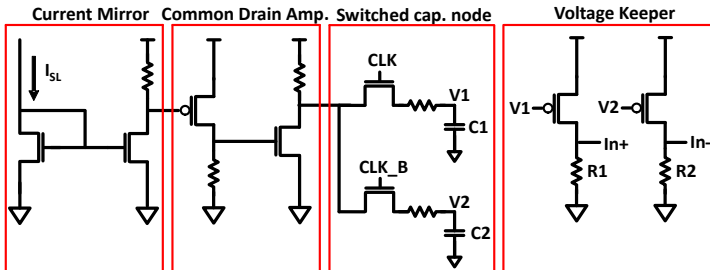 Current Mirror Common Drain Amp. Switched cap. node Voltage Keeper
CLK
I_SL
V1
V1
V2
C1
In+
In-
CLK_B
R1
R2
V2
C2